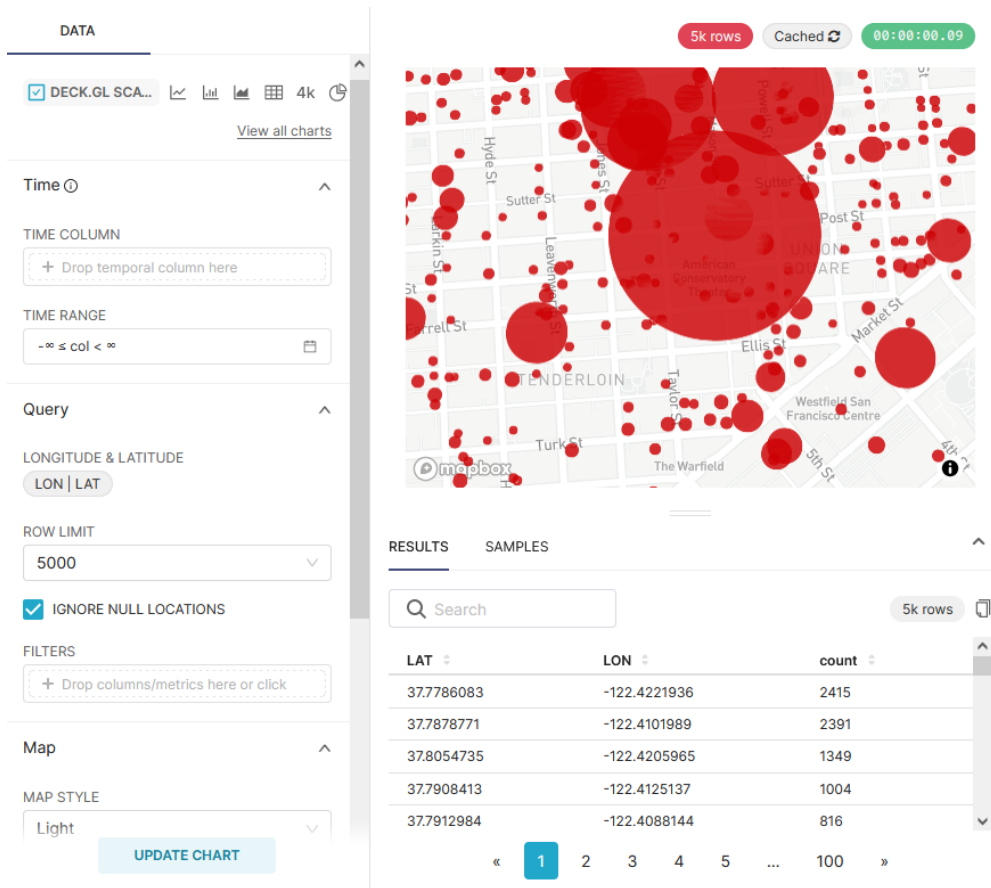 DATA
DECK.GL SCA...
4k
View all charts
Time
TIME COLUMN
+ Drop temporal column here
TIME RANGE
-∞ ≤ col < ∞
Query
LONGITUDE & LATITUDE
LON | LAT
ROW LIMIT
5000
IGNORE NULL LOCATIONS
FILTERS
+ Drop columns/metrics here or click
Map
MAP STYLE
Light
UPDATE CHART
5k rows
Cached
00:00:00.09
St
Powell St
Hyde St
Jones St
Sutter St
Sutter St
Post St
Larkin St
Leavenworth St
UNION
SQUARE
American
Conservatory
Theater
St
Farrell St
Market St
Ellis St
TENDERLOIN
Taylor St
Westfield San
Francisco Centre
Turk St
The Warfield
5th St
4th St
mapbox
H
RESULTS
SAMPLES
Search
5k rows
LAT LON count
37.7786083 -122.4221936 2415
37.7878771 -122.4101989 2391
37.8054735 -122.4205965 1349
37.7908413 -122.4125137 1004
37.7912984 -122.4088144 816
« 1 2 3 4 5 ... 100 »